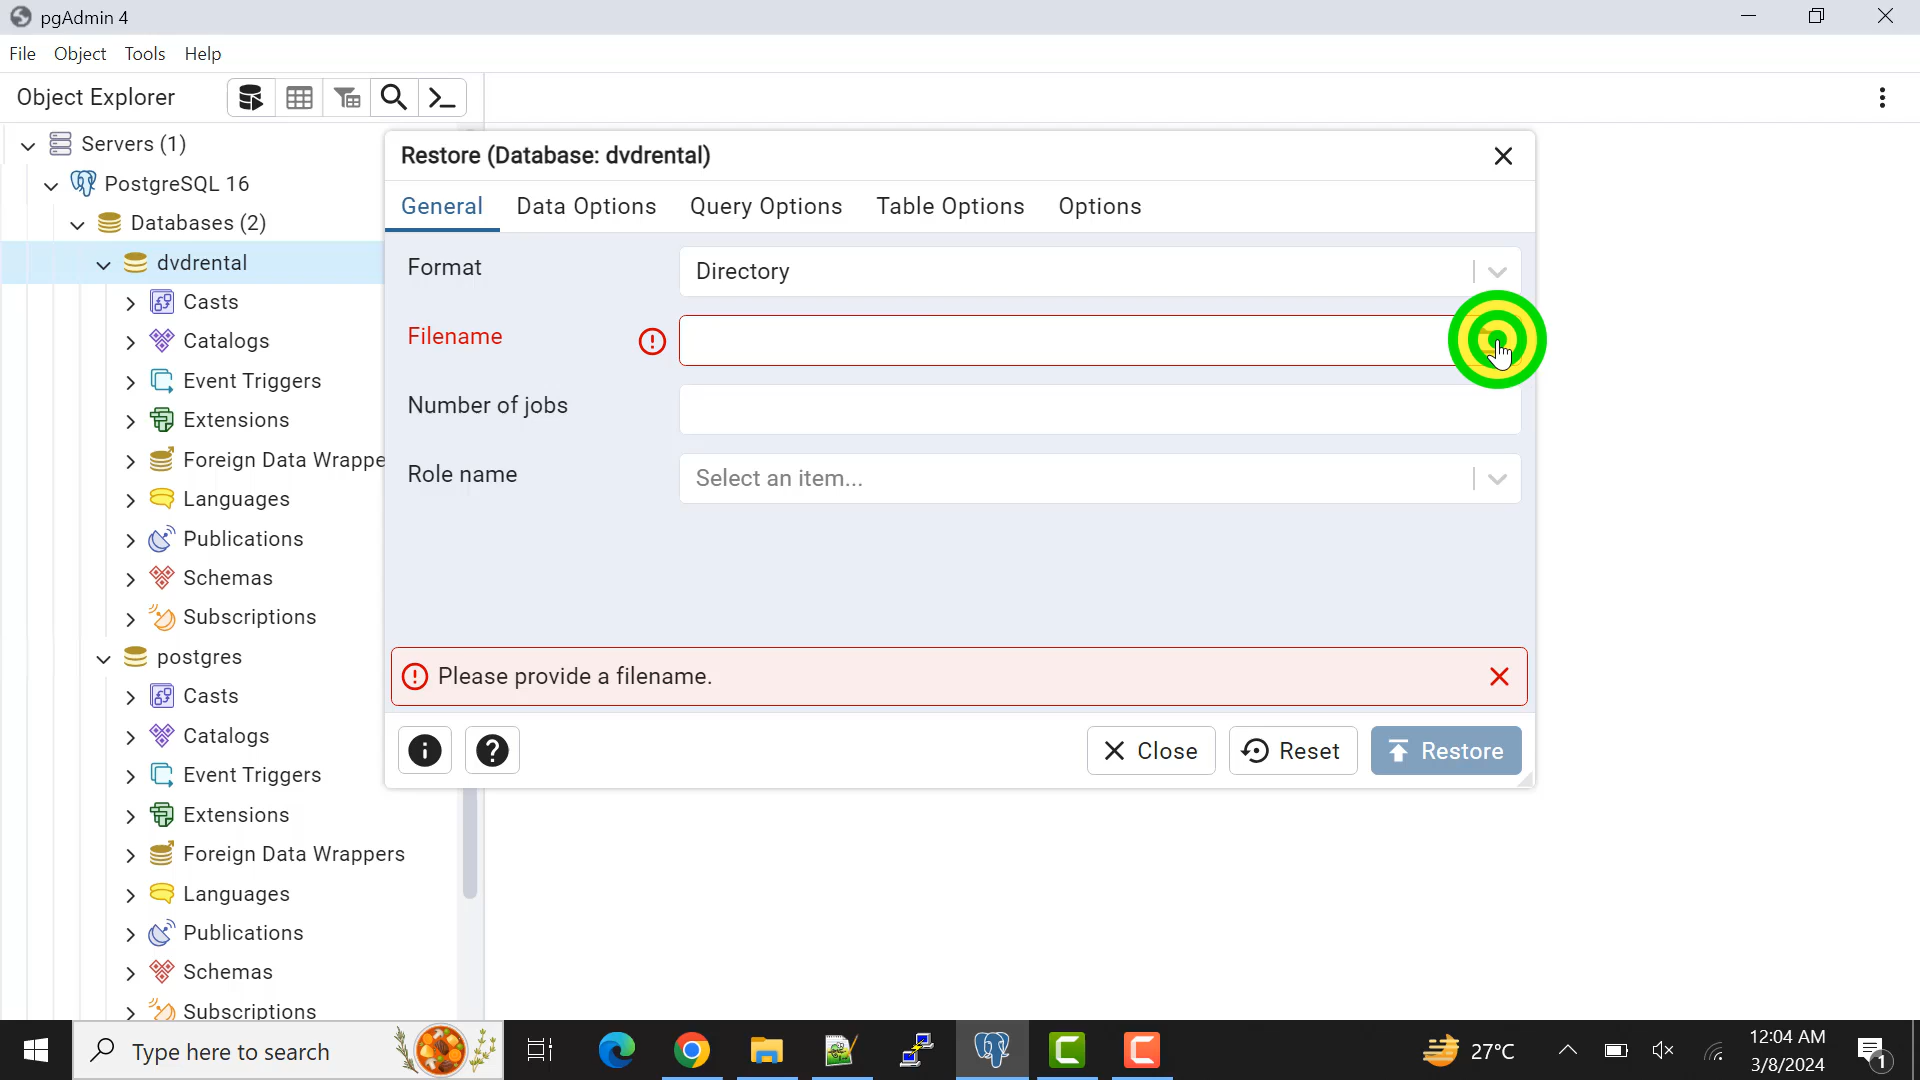 pgAdmin 4
File Object Tools Help
Object Explorer
Servers (1)
PostgreSQL 16
Databases (2)
dvdrental
Casts
Catalogs
Event Triggers
Extensions
Foreign Data Wrappe
Languages
Publications
Schemas
Subscriptions
postgres
Casts
Catalogs
Event Triggers
Extensions
Foreign Data Wrappers
Languages
Publications
Schemas
Subscriptions
Restore (Database: dvdrental)
General Data Options Query Options Table Options Options
Format Directory
Filename
Number of jobs
Role name Select an item...
Please provide a filename.
Close Reset Restore
Type here to search
27°C
12:04 AM
3/8/2024
1